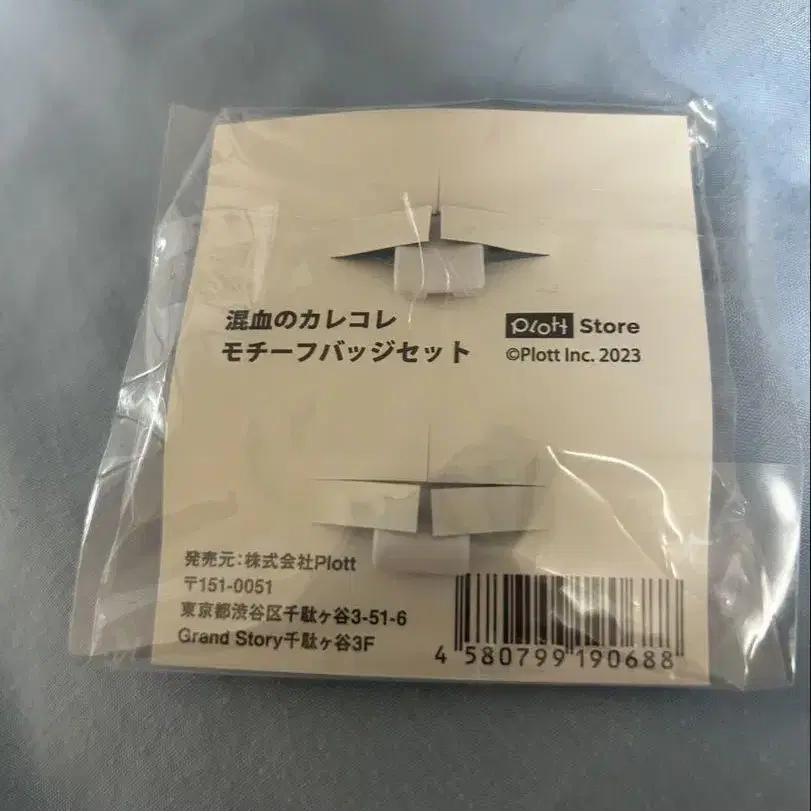 混血のカレコレ
モチーフバッジセット
Plott Store
©Plott Inc. 2023
発売元：株式会社Plott
〒151-0051
東京都渋谷区千駄ヶ谷3-51-6
Grand Story千駄ヶ谷3F
4 580799 190688